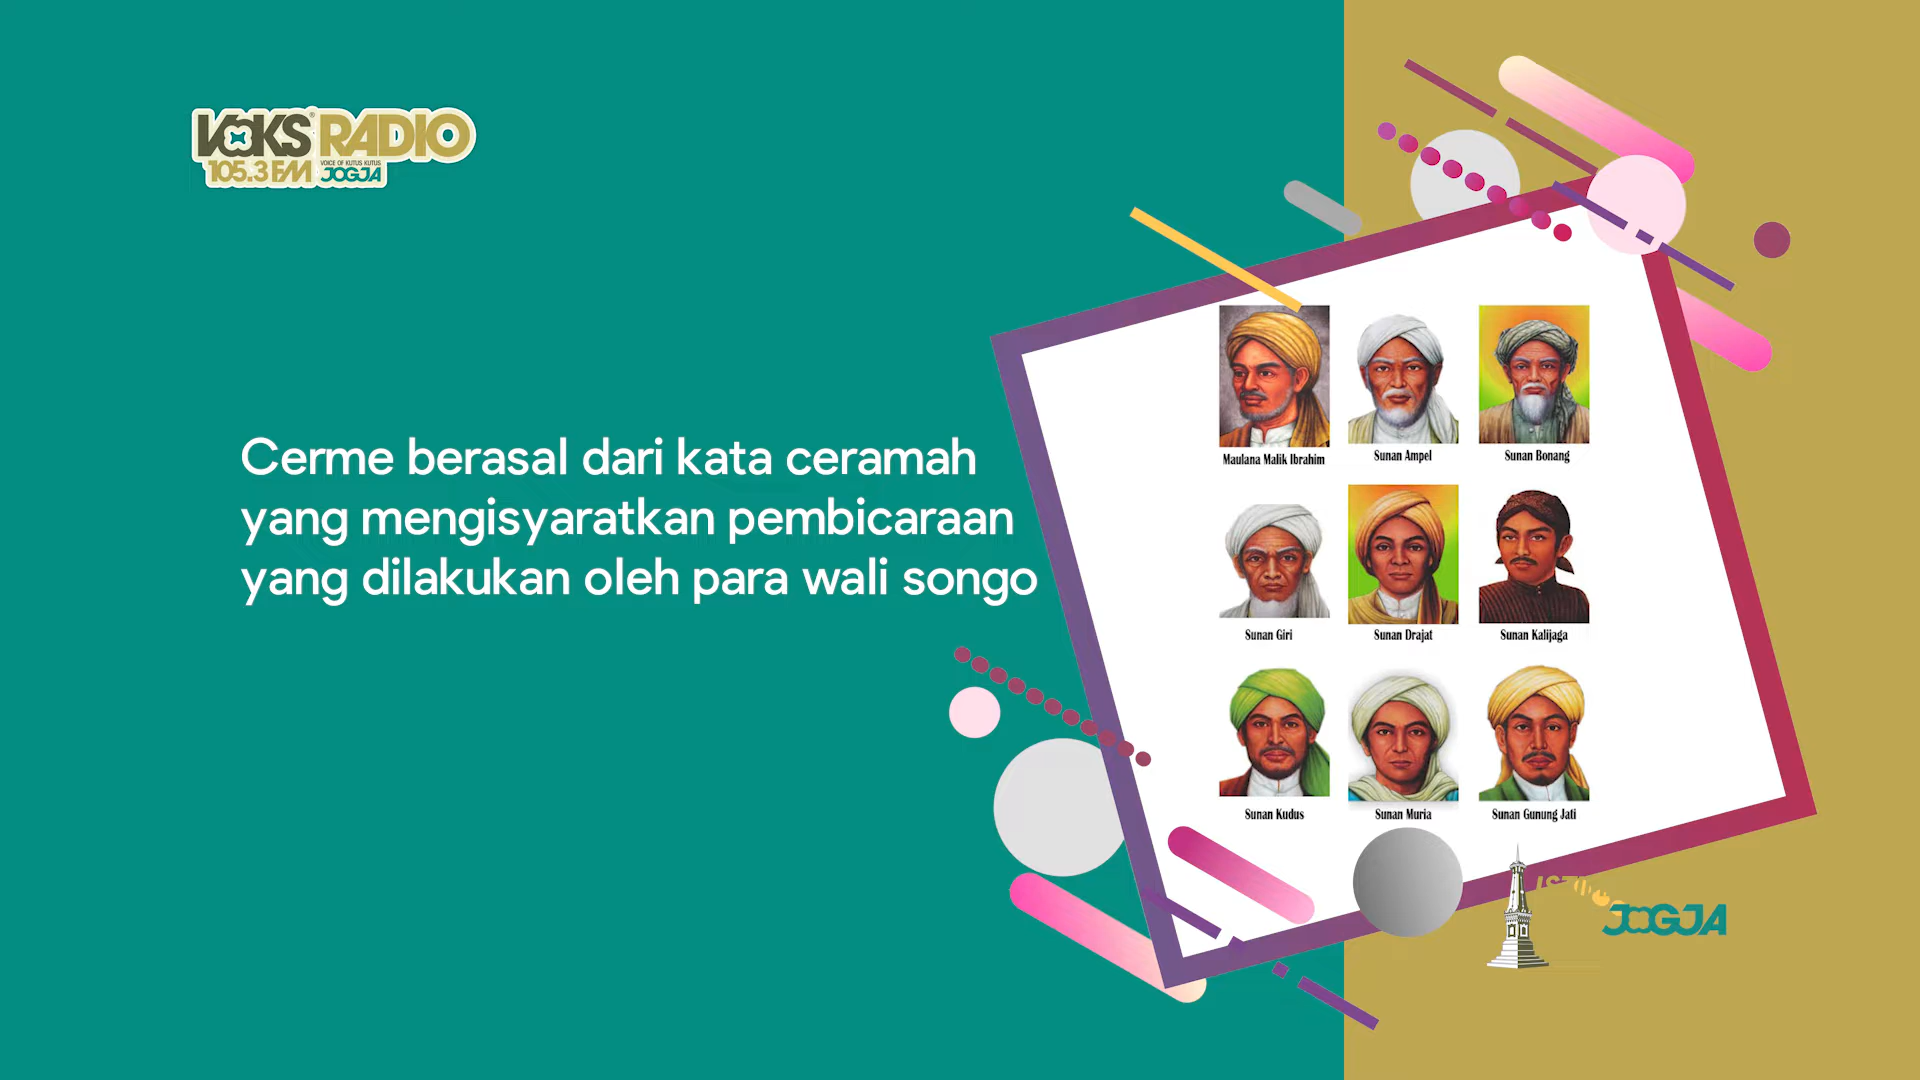 VOKS RADIO
105.3 FM VOICE OF KUTUS KUTUS
JOGJA
Cerme berasal dari kata ceramah
yang mengisyaratkan pembicaraan
yang dilakukan oleh para wali songo
Maulana Malik Ibrahim
Sunan Ampel
Sunan Bonang
Sunan Giri
Sunan Drajat
Sunan Kalijaga
Sunan Kudus
Sunan Muria
Sunan Gunung Jati
JOGJA